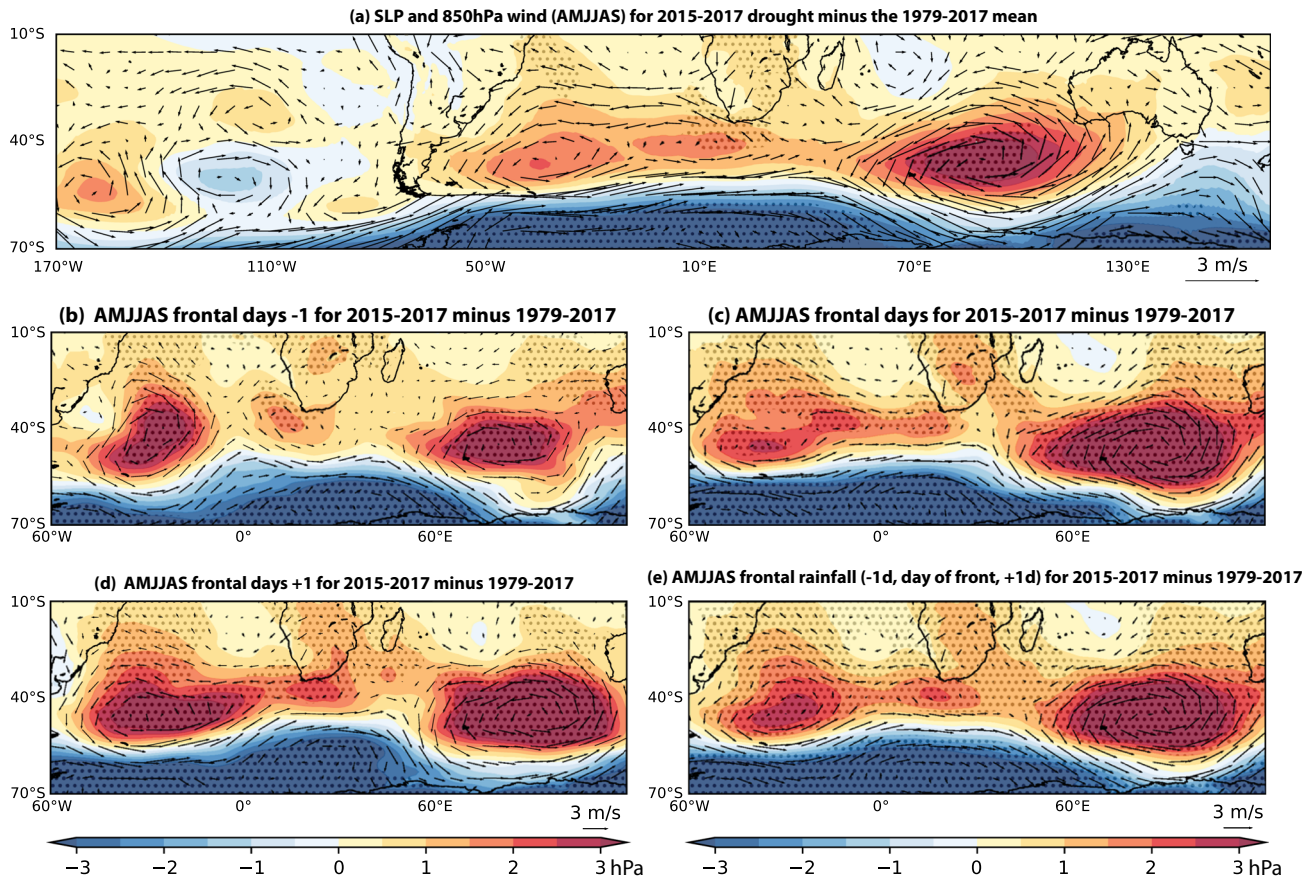 (a) SLP and 850hPa wind (AMJJAS) for 2015-2017 drought minus the 1979-2017 mean
10°S
40°S
70°S
170°W 110°W 50°W 10°E 70°E 130°E
3 m/s
(b) AMJJAS frontal days -1 for 2015-2017 minus 1979-2017
(c) AMJJAS frontal days for 2015-2017 minus 1979-2017
10°S 10°S
40°S 40°S
70°S 70°S
60°W 0° 60°E 60°W 0° 60°E
(d) AMJJAS frontal days +1 for 2015-2017 minus 1979-2017
(e) AMJJAS frontal rainfall (-1d, day of front, +1d) for 2015-2017 minus 1979-2017
10°S 10°S
40°S 40°S
70°S 70°S
60°W 0° 60°E 60°W 0° 60°E
3 m/s 3 m/s
−3 −2 −1 0 1 2 3 hPa −3 −2 −1 0 1 2 3 hPa